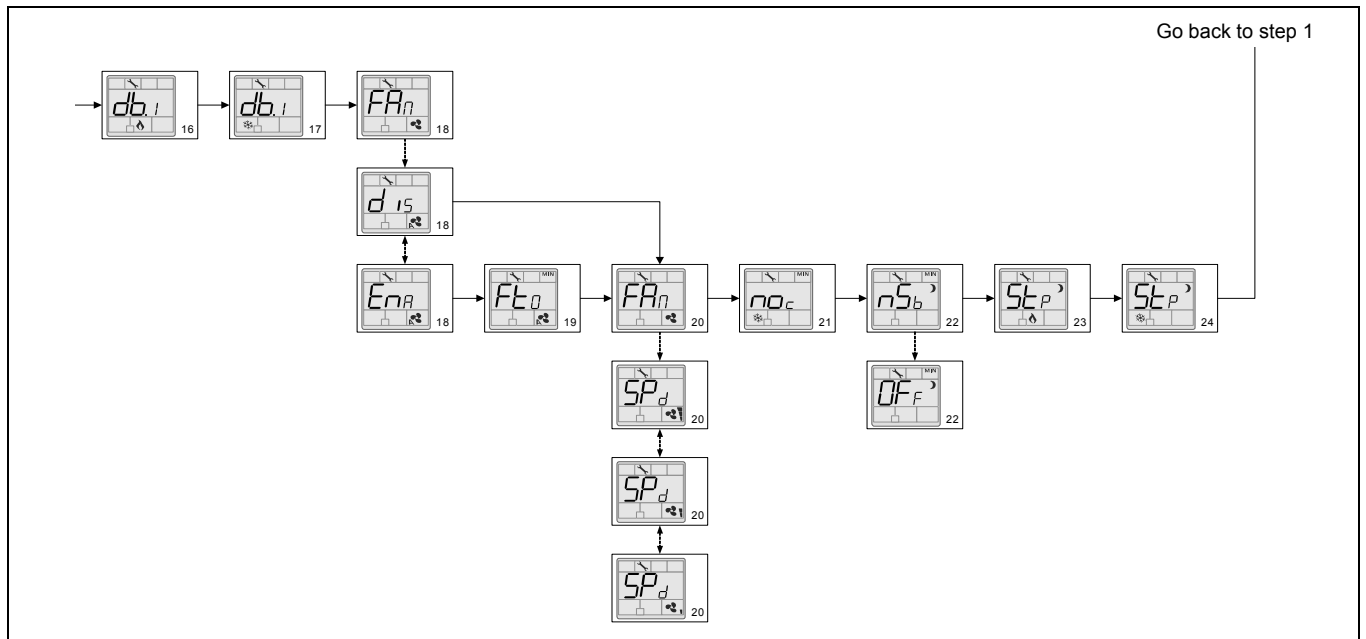 Go back to step 1
db.1
16
db.1
17
FAn
18
dis
A
18
EnA
A
18
MIN
Fto
A
19
FAn
20
MIN
noc
21
MIN
nSb
22
StP
23
StP
24
SPd
20
MIN
OFF
22
SPd
20
SPd
20